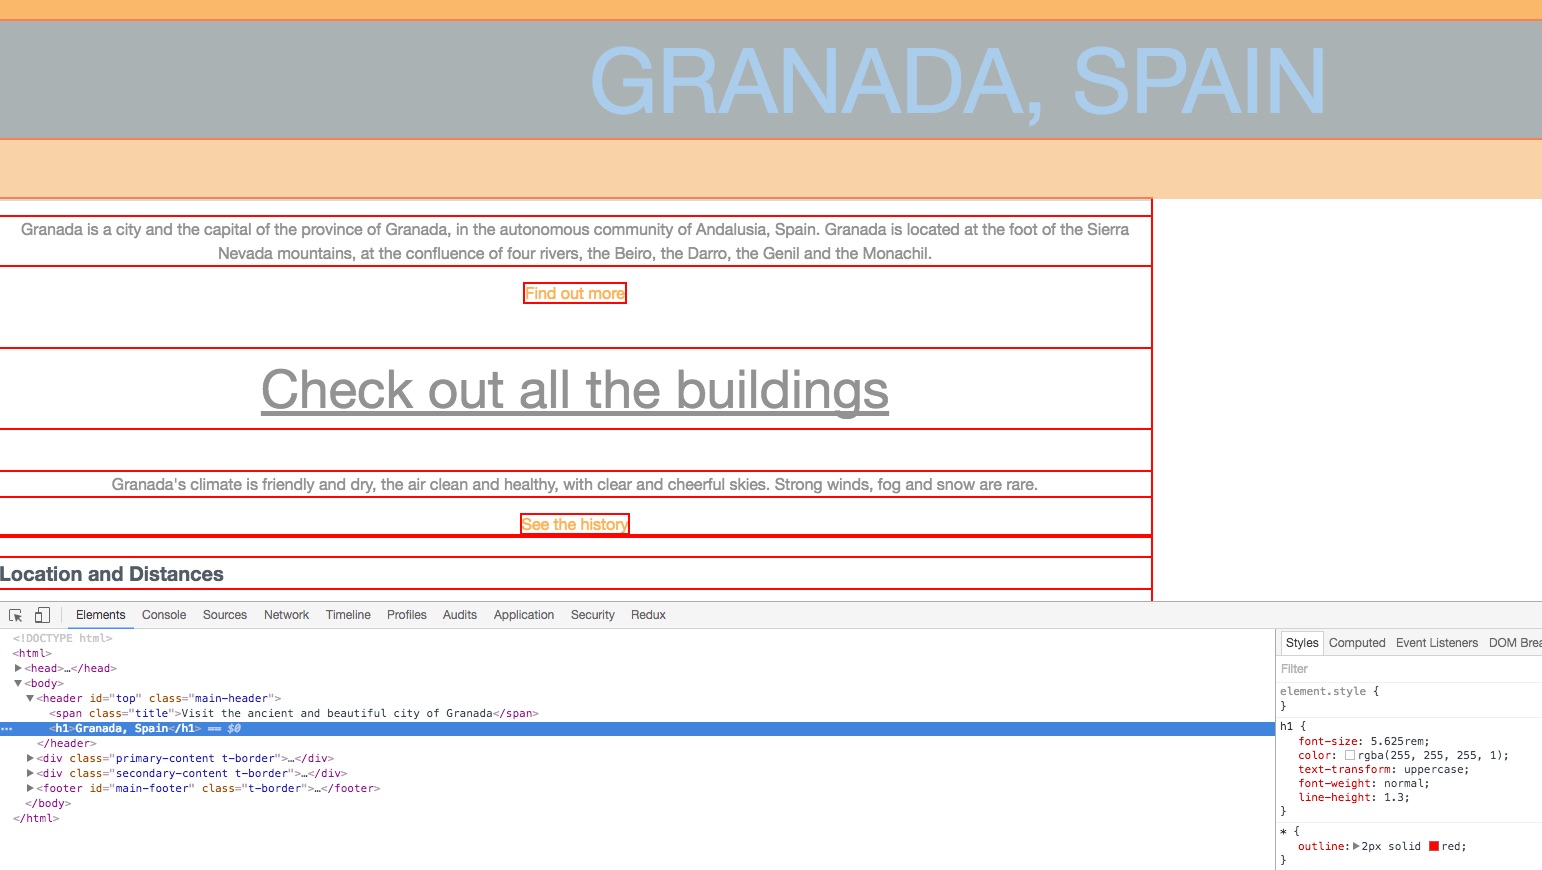 GRANADA, SPAIN
Granada is a city and the capital of the province of Granada, in the autonomous community of Andalusia, Spain. Granada is located at the foot of the Sierra
Nevada mountains, at the confluence of four rivers, the Beiro, the Darro, the Genil and the Monachil.
Find out more
Check out all the buildings
Granada's climate is friendly and dry, the air clean and healthy, with clear and cheerful skies. Strong winds, fog and snow are rare.
See the history
Location and Distances
Elements Console Sources Network Timeline Profiles Audits Application Security Redux
<!DOCTYPE html>
<html>
<head>…</head>
<body>
<header id="top" class="main-header">
<span class="title">Visit the ancient and beautiful city of Granada</span>
<h1>Granada, Spain</h1> == $0
</header>
<div class="primary-content t-border">…</div>
<div class="secondary-content t-border">…</div>
<footer id="main-footer" class="t-border">…</footer>
</body>
</html>
Styles Computed Event Listeners DOM Brea
Filter
element.style {
}
h1 {
font-size: 5.625rem;
color: rgba(255, 255, 255, 1);
text-transform: uppercase;
font-weight: normal;
line-height: 1.3;
}
* {
outline: 2px solid red;
}